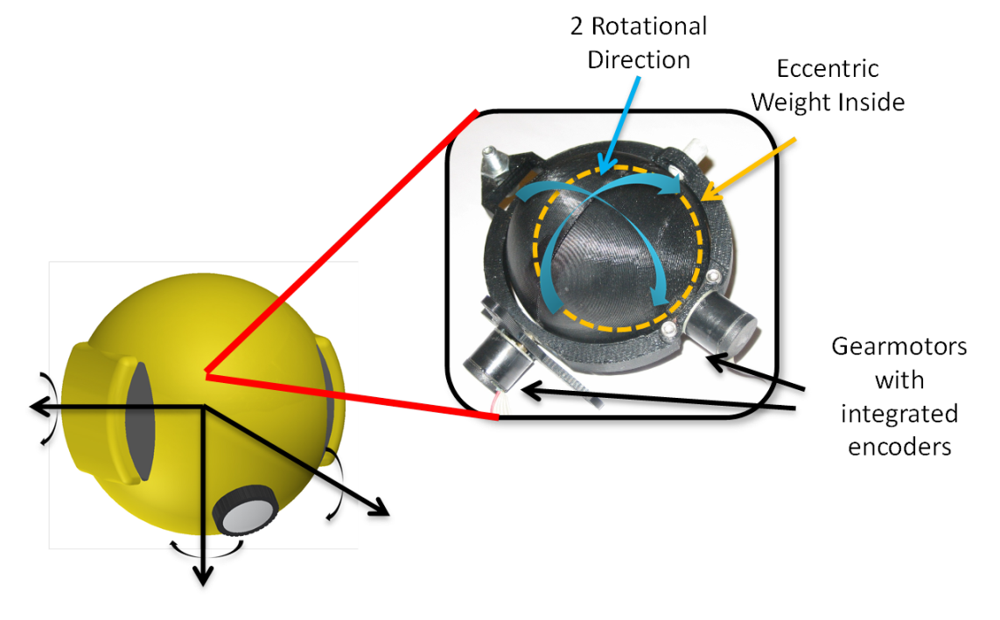 2 Rotational
Direction
Eccentric
Weight Inside
Gearmotors
with
integrated
encoders